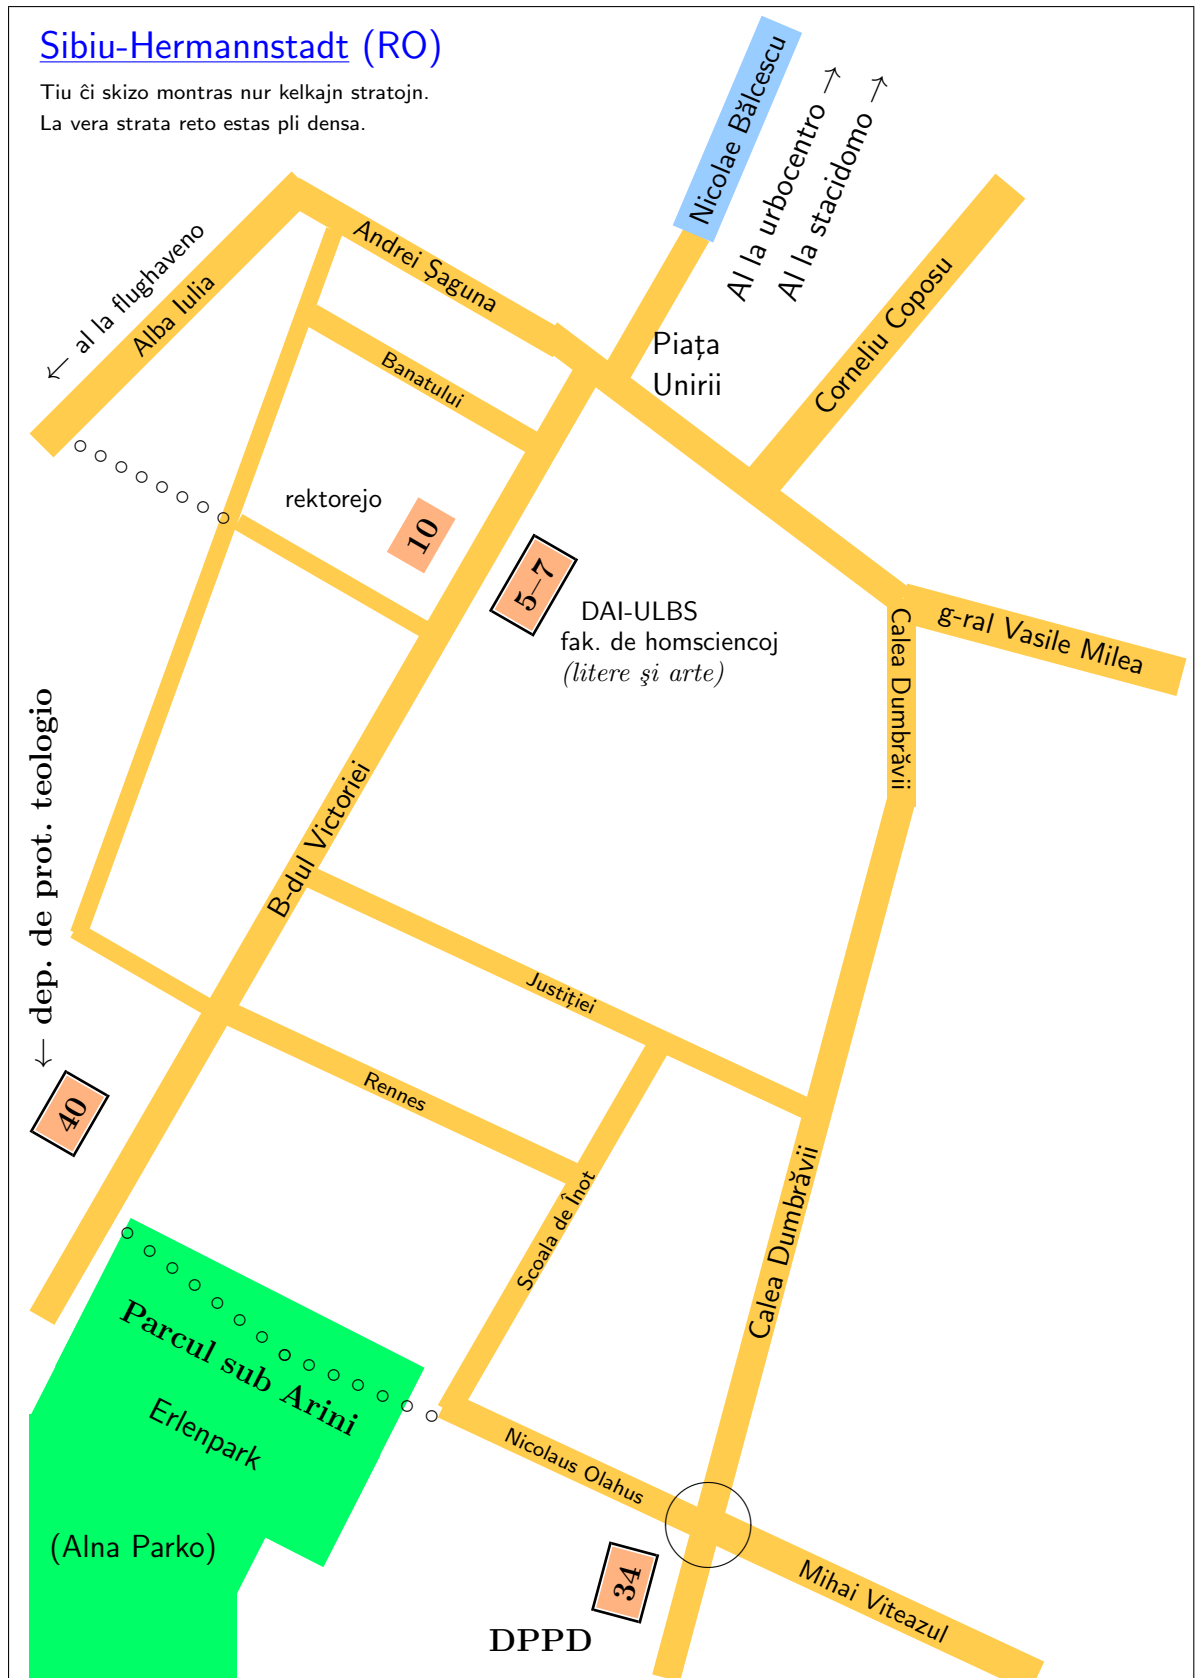 Sibiu-Hermannstadt (RO)
Tiu ĉi skizo montras nur kelkajn stratojn.
La vera strata reto estas pli densa.
Nicolae Bălcescu
Al la urbocentro →
Al la stacidomo →
← al la flughaveno
Alba Iulia
Andrei Şaguna
Banatului
Piaţa
Unirii
Corneliu Coposu
rektorejo
10
5–7
DAI-ULBS
fak. de homsciencoj
(litere şi arte)
g-ral Vasile Milea
Calea Dumbrăvii
← dep. de prot. teologio
B-dul Victoriei
Justiţiei
Rennes
40
Scoala de Înot
Calea Dumbrăvii
Parcul sub Arini
Erlenpark
(Alna Parko)
Nicolaus Olahus
34
DPPD
Mihai Viteazul